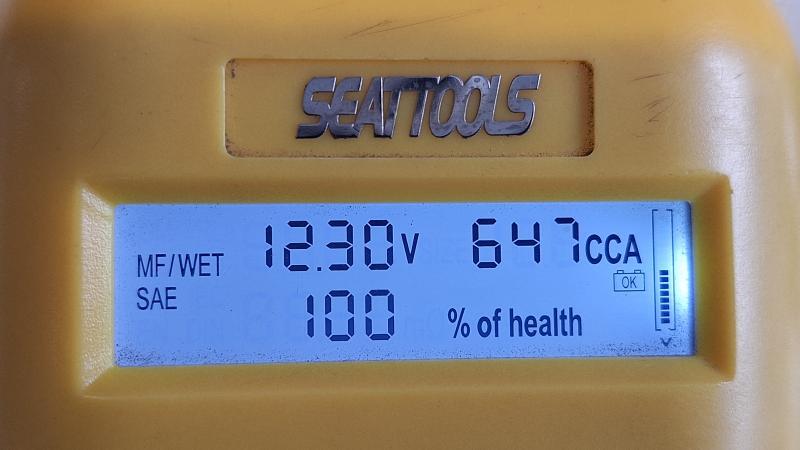 SEATTOOLS
MF/WET 12.30V 647CCA
SAE 100 % of health
OK
V